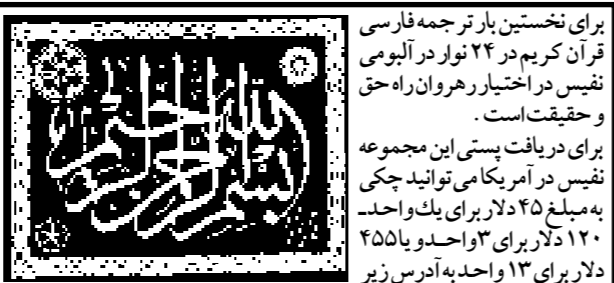 برای نخستین بار ترجمه فارسی
قرآن کریم در ۲۴ نوار در آلبومی
نفیس در اختیار رهروان راه حق
و حقیقت است .
برای دریافت پستی این مجموعه
نفیس در آمریکا می توانید چکی
به مبلغ ۴۵ دلار برای یك واحد ـ
۱۲۰ دلار برای ۳ واحد و یا ۴۵۵
دلار برای ۱۳ واحد به آدرس زیر
بسم الله الرحمن الرحیم